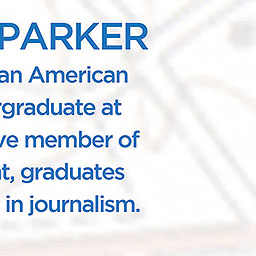 PARKER
an American
rgraduate at
ve member of
t, graduates
in journalism.